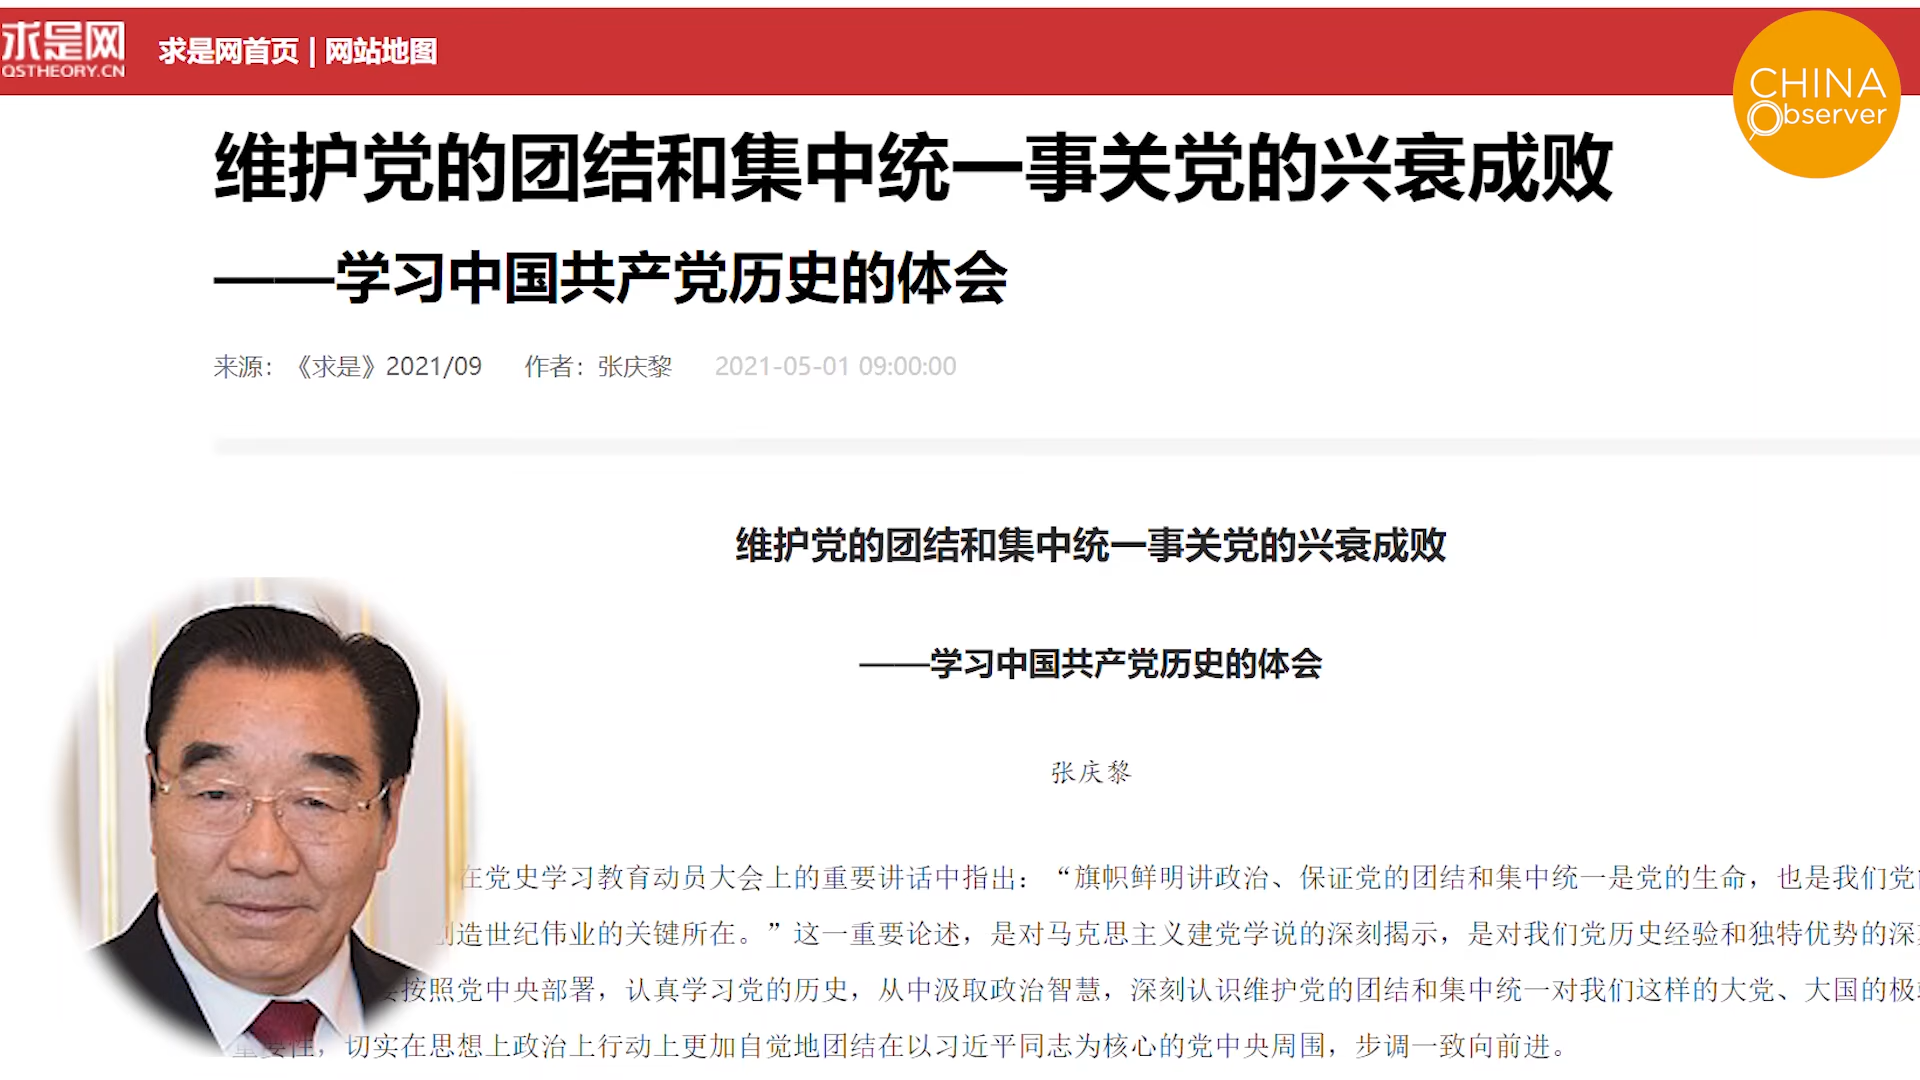 求是网
QSTHEORY.CN
求是网首页 | 网站地图
CHINA
Observer
维护党的团结和集中统一事关党的兴衰成败
——学习中国共产党历史的体会
来源：《求是》2021/09 作者：张庆黎 2021-05-01 09:00:00
维护党的团结和集中统一事关党的兴衰成败
——学习中国共产党历史的体会
张庆黎
在党史学习教育动员大会上的重要讲话中指出：“旗帜鲜明讲政治、保证党的团结和集中统一是党的生命，也是我们党
创造世纪伟业的关键所在。”这一重要论述，是对马克思主义建党学说的深刻揭示，是对我们党历史经验和独特优势的深
按照党中央部署，认真学习党的历史，从中汲取政治智慧，深刻认识维护党的团结和集中统一对我们这样的大党、大国的极
重要性，切实在思想上政治上行动上更加自觉地团结在以习近平同志为核心的党中央周围，步调一致向前进。